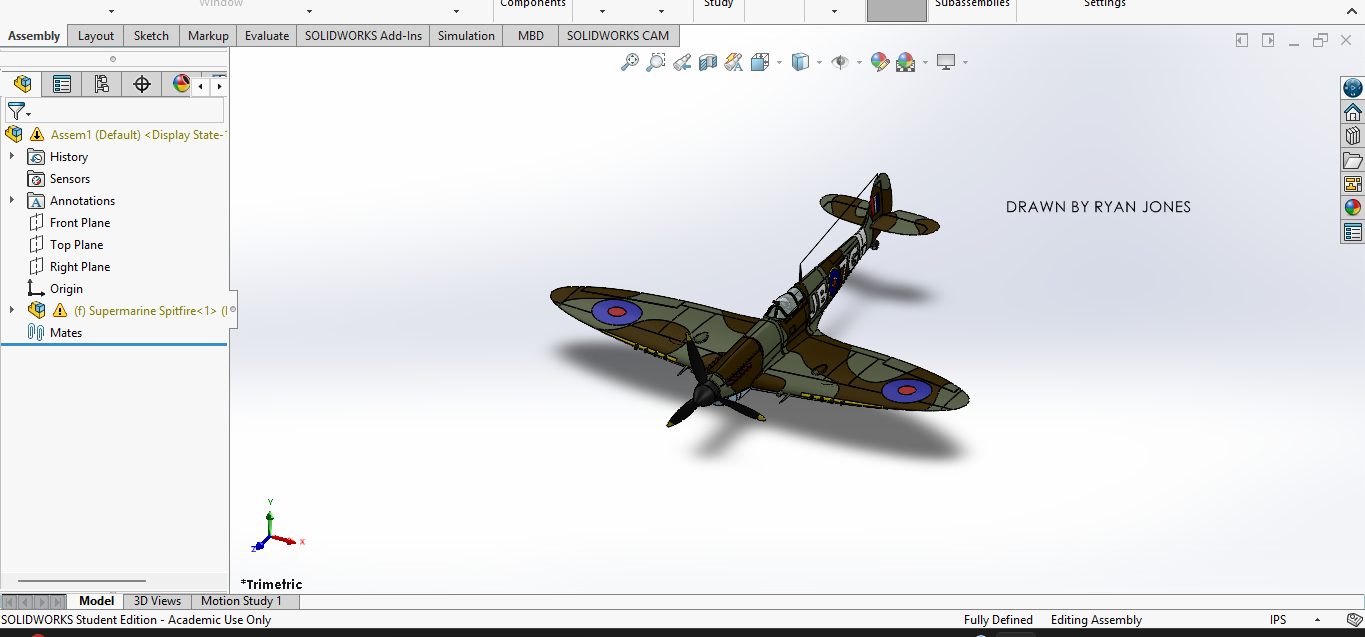 Window
Components
Study
Subassemblies
Settings
Assembly Layout Sketch Markup Evaluate SOLIDWORKS Add-Ins Simulation MBD SOLIDWORKS CAM
Assem1 (Default) <Display State-
History
Sensors
A Annotations
Front Plane
Top Plane
Right Plane
Origin
(f) Supermarine Spitfire<1>
Mates
DRAWN BY RYAN JONES
Y
X
Z
*Trimetric
Model 3D Views Motion Study 1
SOLIDWORKS Student Edition - Academic Use Only
Fully Defined Editing Assembly IPS